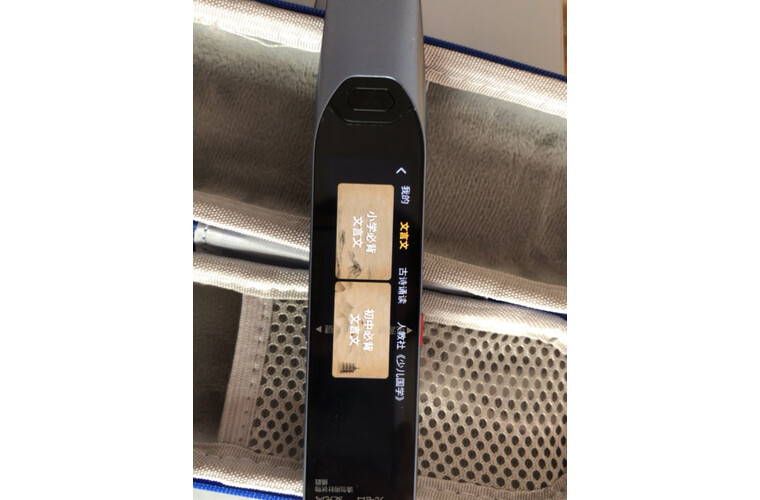 我的 文言文 古诗诵读 人教社《少儿国学》
小学必背
文言文
初中必背
文言文